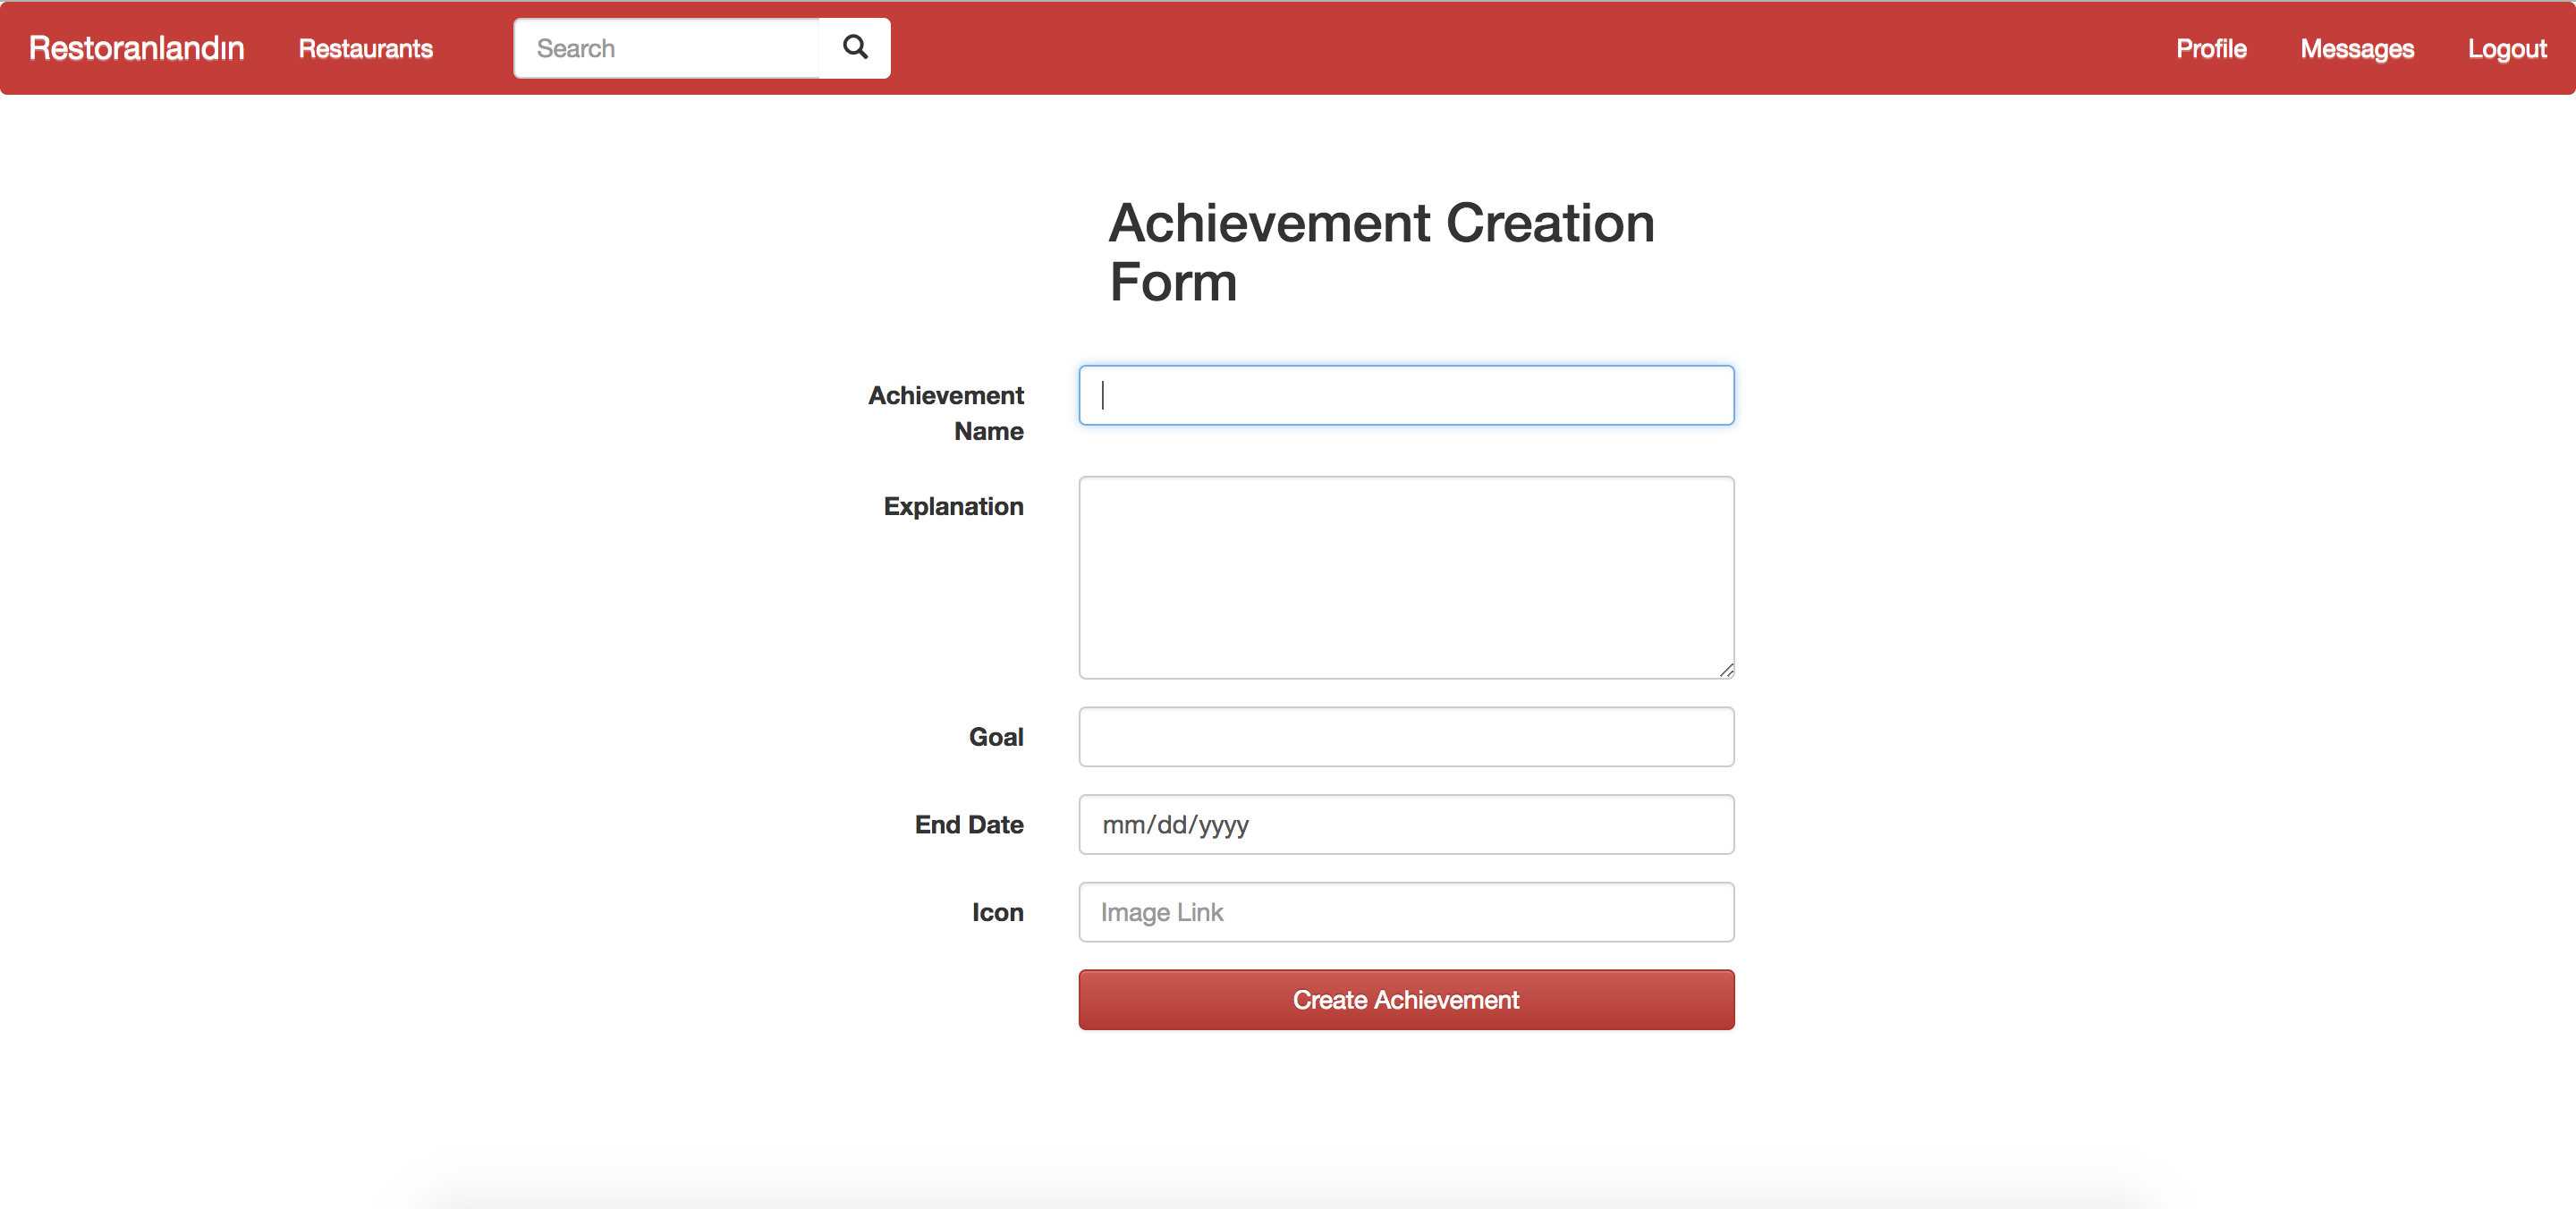 Restoranlandın Restaurants Search Profile Messages Logout
Achievement Creation
Form
Achievement
Name
Explanation
Goal
End Date mm/dd/yyyy
Icon Image Link
Create Achievement